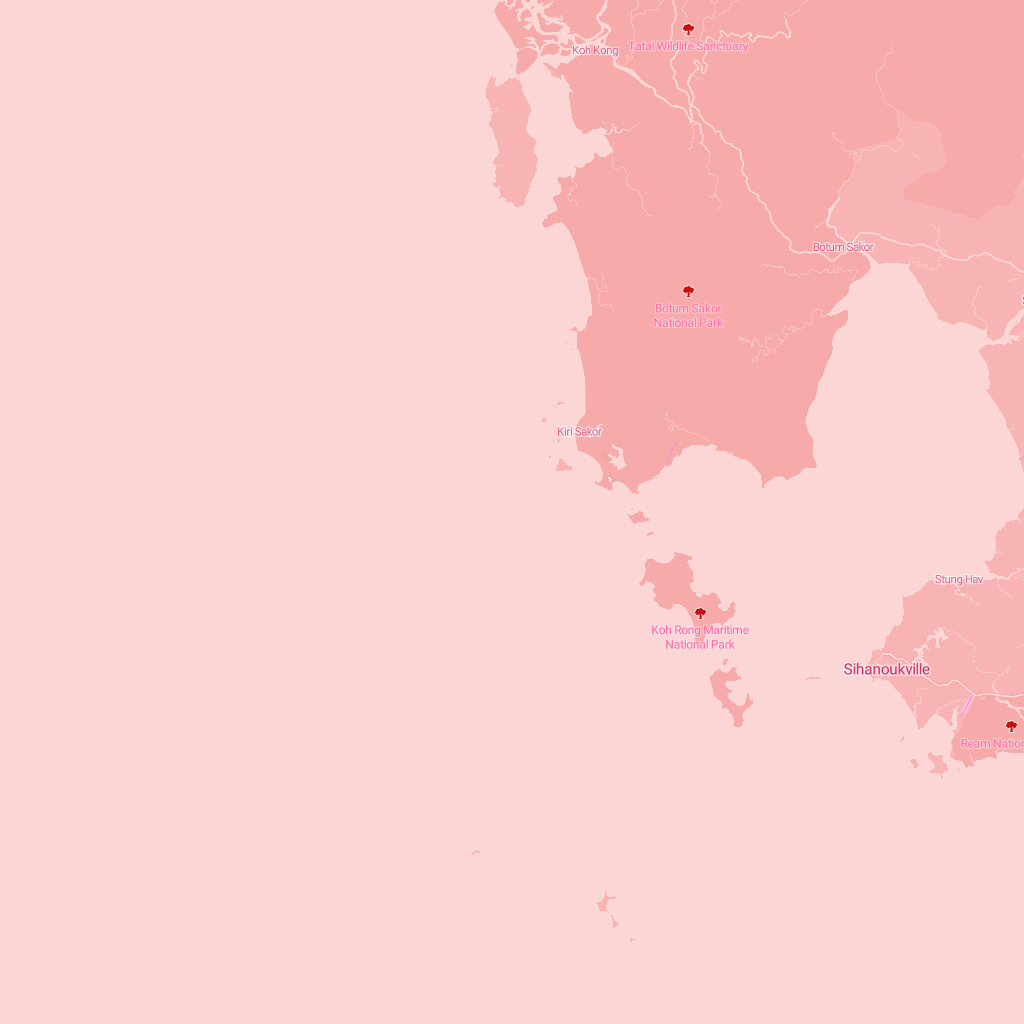 Tatai Wildlife Sanctuary
Koh Kong
Botum Sakor
Botum Sakor
National Park
Kiri Sakor
Stung Hav
Koh Rong Maritime
National Park
Sihanoukville
Ream Nation